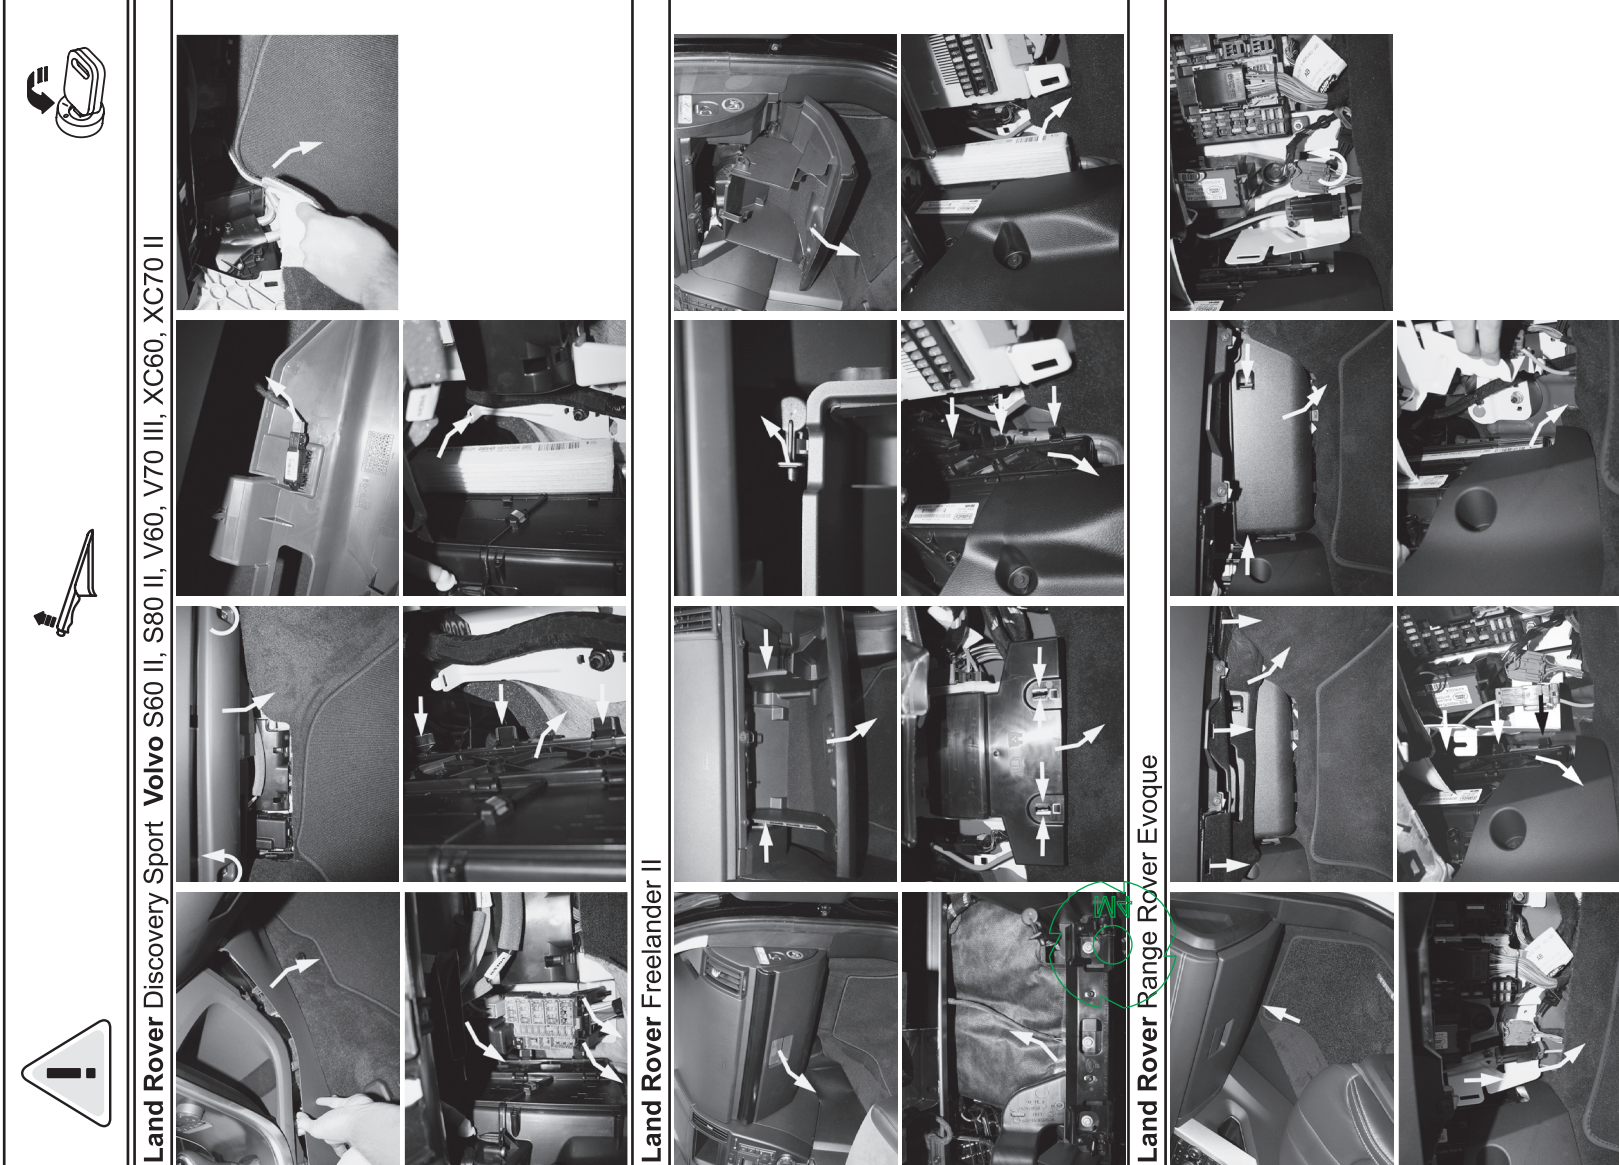 Land Rover Discovery Sport Volvo S60 II, S80 II, V60, V70 III, XC60, XC70 II
Land Rover Freelander II
Land Rover Range Rover Evoque